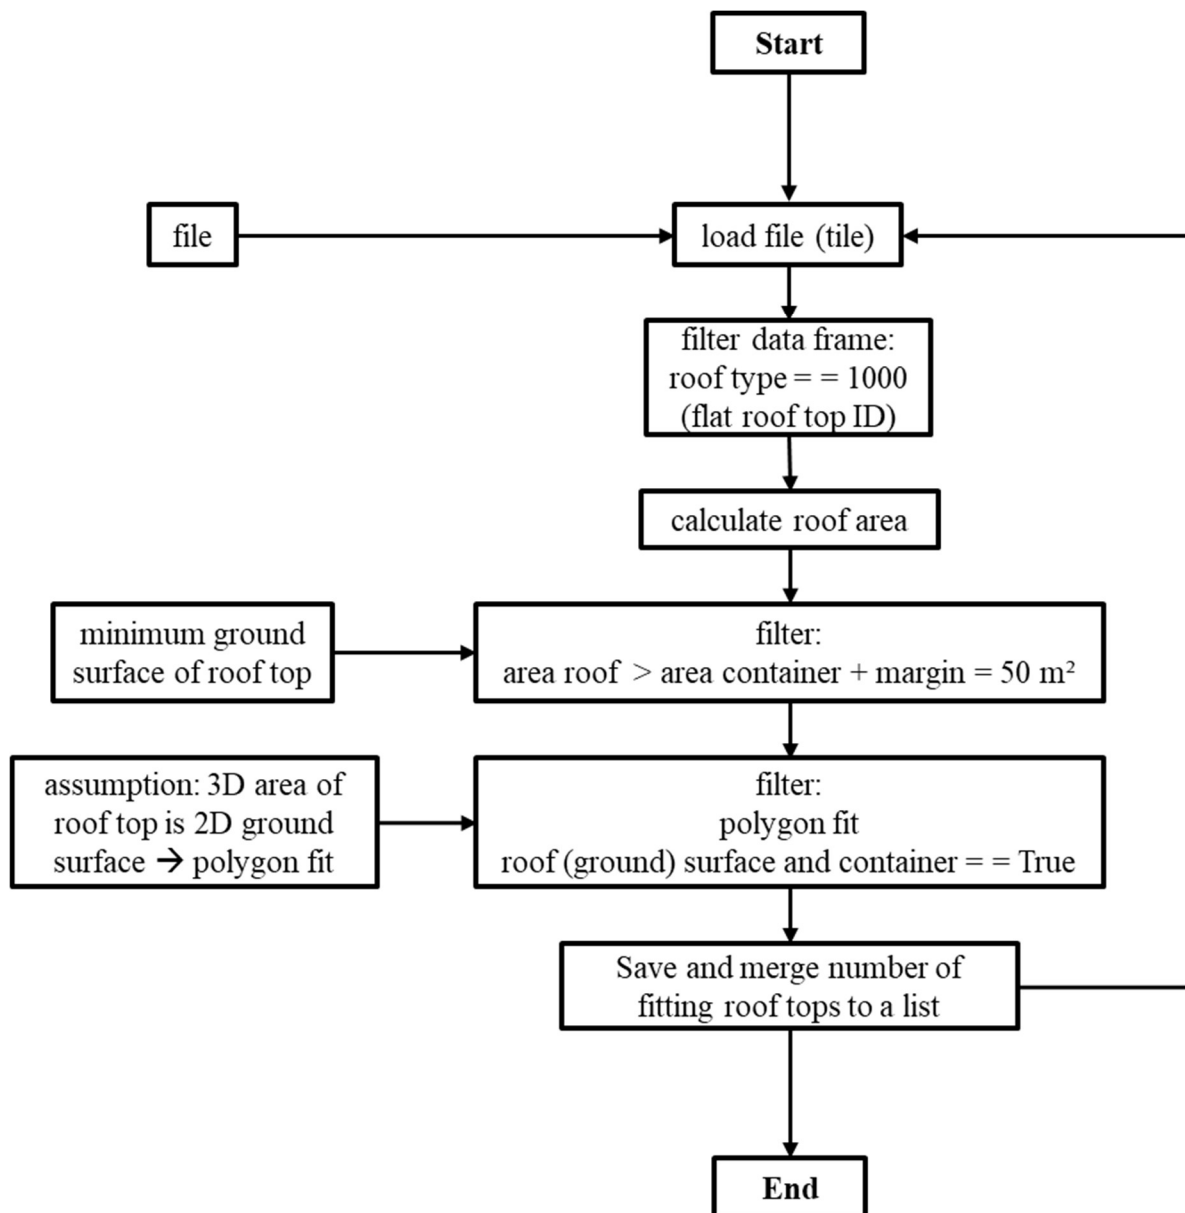 Start
file
load file (tile)
filter data frame:
roof type = = 1000
(flat roof top ID)
calculate roof area
minimum ground
surface of roof top
filter:
area roof > area container + margin = 50 m²
assumption: 3D area of
roof top is 2D ground
surface → polygon fit
filter:
polygon fit
roof (ground) surface and container = = True
Save and merge number of
fitting roof tops to a list
End